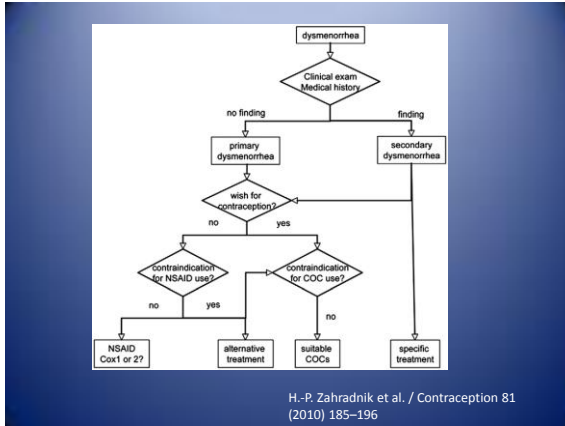 dysmenorrhea
Clinical exam
Medical history
no finding
finding
primary
dysmenorrhea
secondary
dysmenorrhea
wish for
contraception?
no
yes
contraindication
for NSAID use?
contraindication
for COC use?
no
yes
no
NSAID
Cox1 or 2?
alternative
treatment
suitable
COCs
specific
treatment
H.-P. Zahradnik et al. / Contraception 81
(2010) 185–196